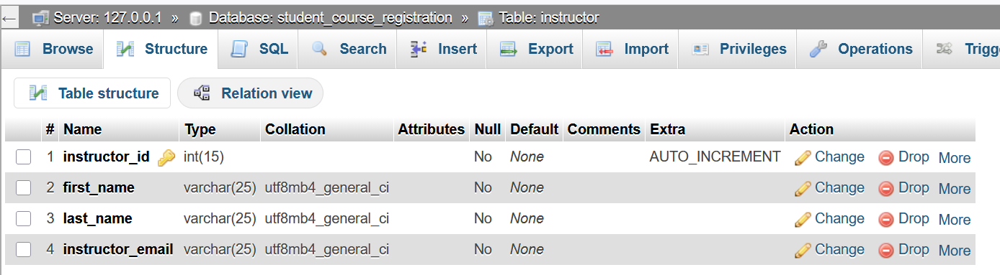 ← Server: 127.0.0.1 » Database: student_course_registration » Table: instructor
Browse Structure SQL Search Insert Export Import Privileges Operations Trigg
Table structure Relation view
# Name Type Collation Attributes Null Default Comments Extra Action
1 instructor_id int(15) No None AUTO_INCREMENT Change Drop More
2 first_name varchar(25) utf8mb4_general_ci No None Change Drop More
3 last_name varchar(25) utf8mb4_general_ci No None Change Drop More
4 instructor_email varchar(25) utf8mb4_general_ci No None Change Drop More